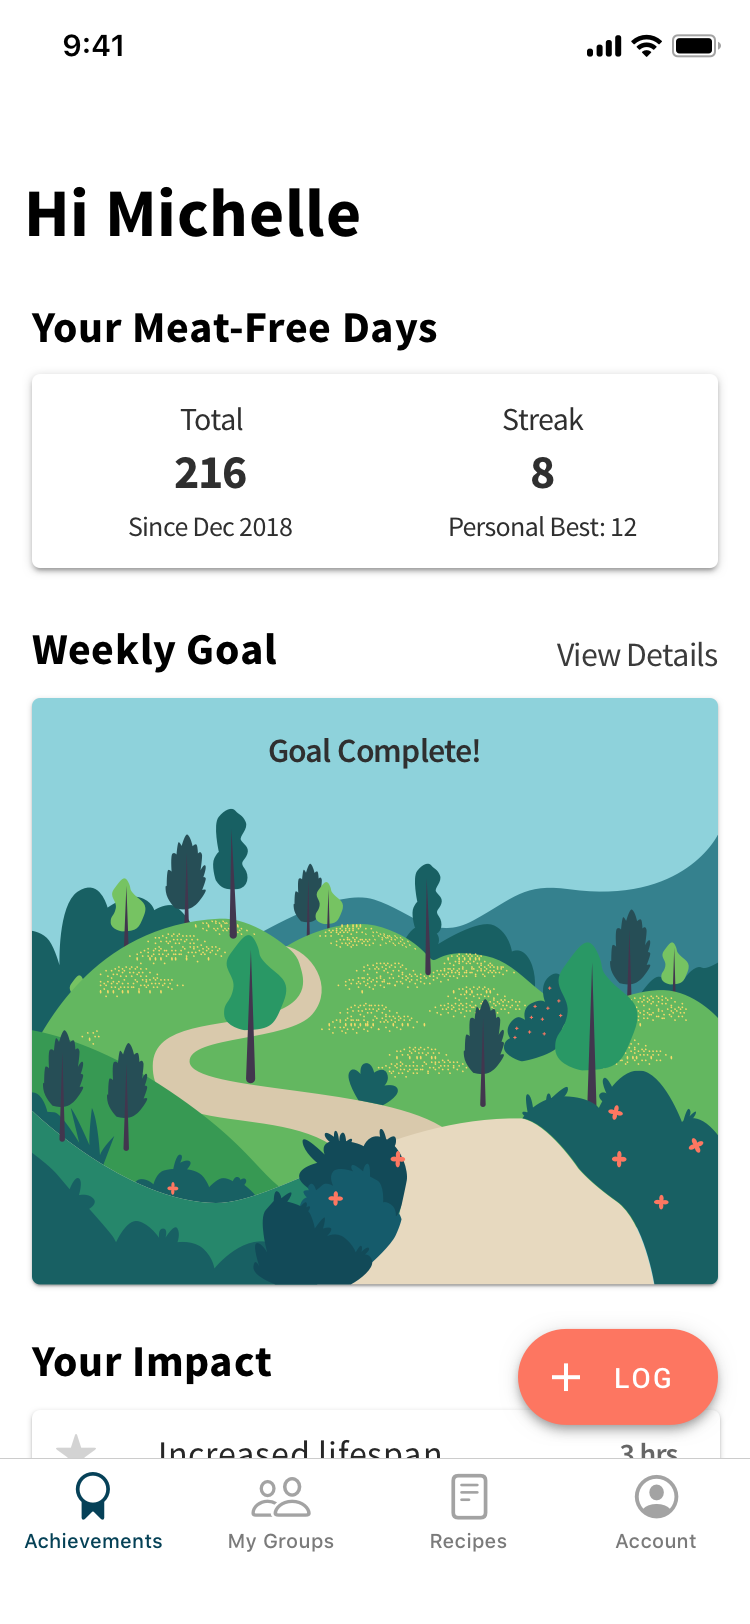 9:41
Hi Michelle
Your Meat-Free Days
Total
Streak
216
8
Since Dec 2018
Personal Best: 12
Weekly Goal
View Details
Goal Complete!
Your Impact
+ LOG
Increased lifespan
3 hrs
Achievements
My Groups
Recipes
Account